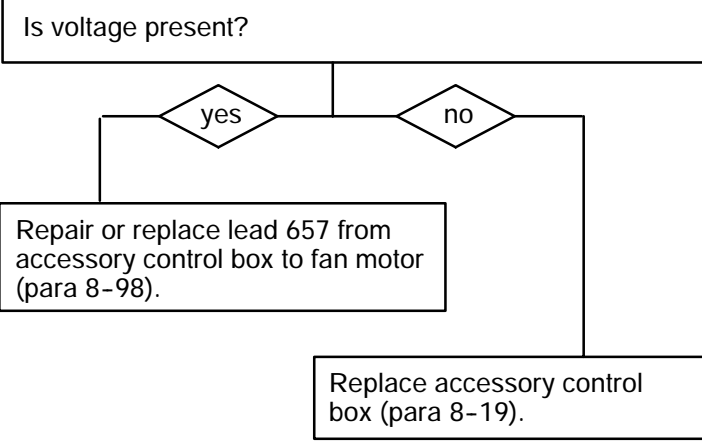 Is voltage present?
yes
no
Repair or replace lead 657 from
accessory control box to fan motor
(para 8-98).
Replace accessory control
box (para 8-19).